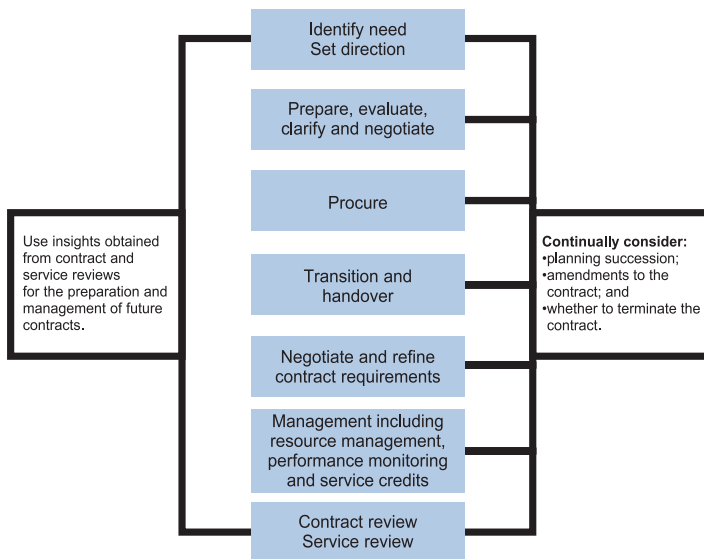 Identify need
Set direction
Prepare, evaluate,
clarify and negotiate
Procure
Use insights obtained
from contract and
service reviews
for the preparation and
management of future
contracts.
Continually consider:
•planning succession;
•amendments to the
contract; and
•whether to terminate the
contract.
Transition and
handover
Negotiate and refine
contract requirements
Management including
resource management,
performance monitoring
and service credits
Contract review
Service review